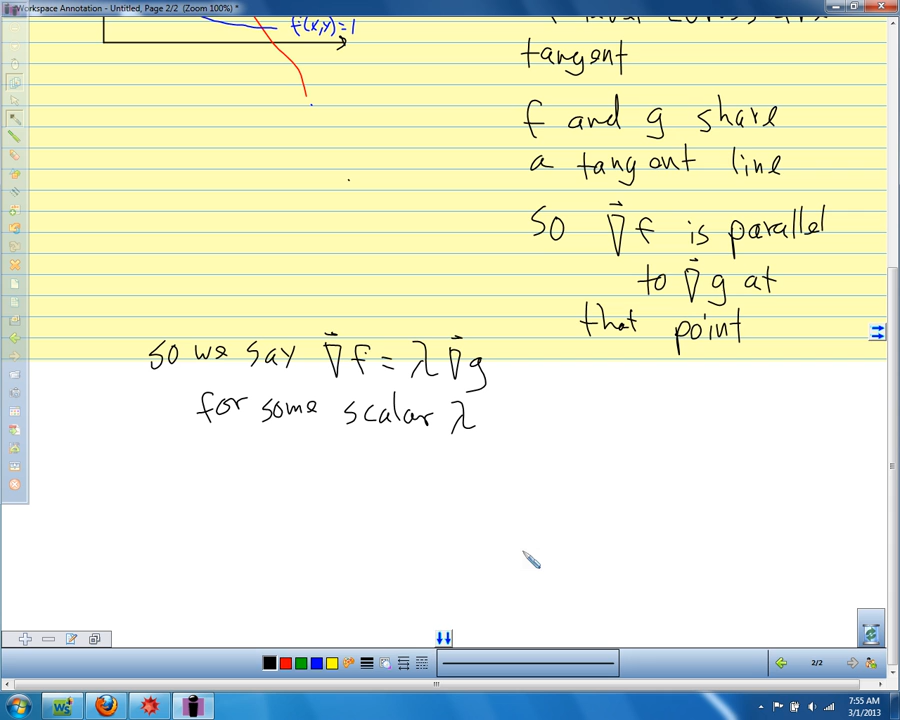 Workspace Annotation - Untitled, Page 2/2 (Zoom 100%) *
f(x,y)=1
tangent
f and g share
a tangent line
so ∇⃗f is parallel
to ∇⃗g at
that point
so we say ∇⃗f = λ∇⃗g
for some scalar λ
2/2
7:55 AM
3/1/2013